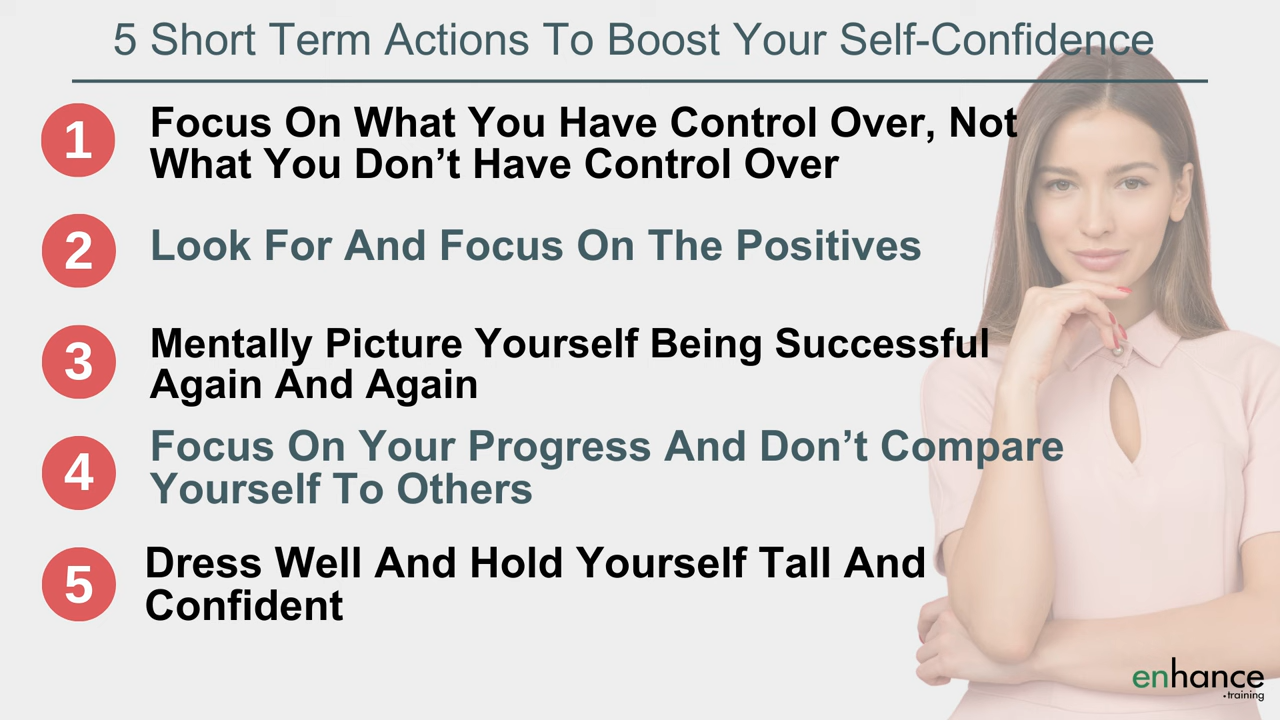 5 Short Term Actions To Boost Your Self-Confidence
1
Focus On What You Have Control Over, Not
What You Don’t Have Control Over
2
Look For And Focus On The Positives
3
Mentally Picture Yourself Being Successful
Again And Again
4
Focus On Your Progress And Don’t Compare
Yourself To Others
5
Dress Well And Hold Yourself Tall And
Confident
enhance
.training